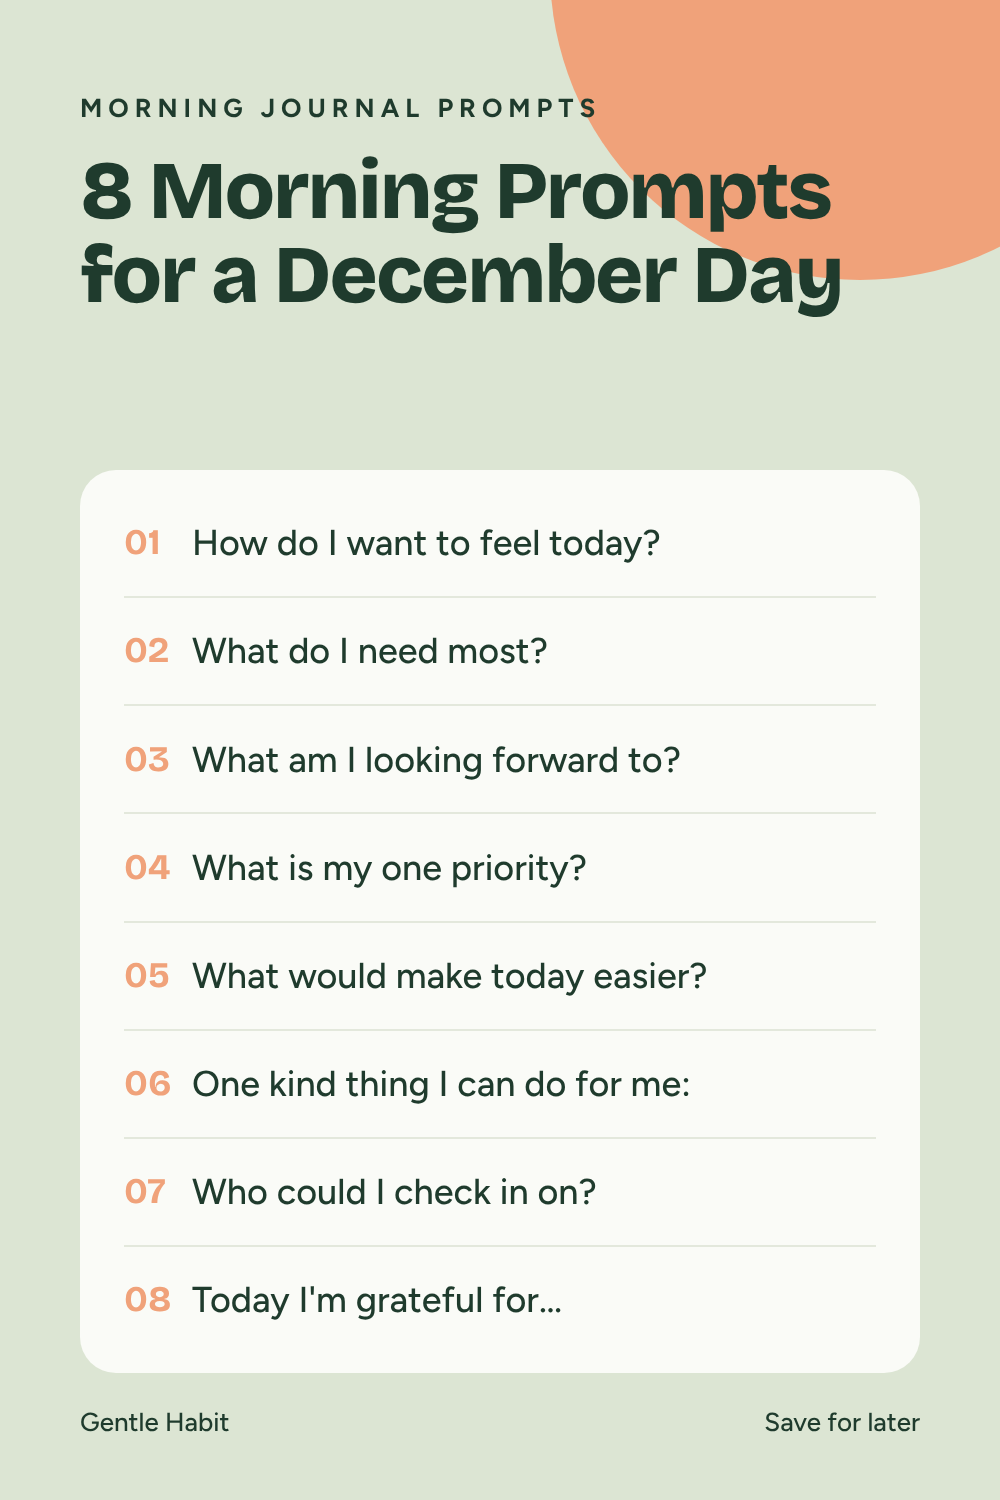 MORNING JOURNAL PROMPTS
8 Morning Prompts
for a December Day
01 How do I want to feel today?
02 What do I need most?
03 What am I looking forward to?
04 What is my one priority?
05 What would make today easier?
06 One kind thing I can do for me:
07 Who could I check in on?
08 Today I'm grateful for...
Gentle Habit
Save for later